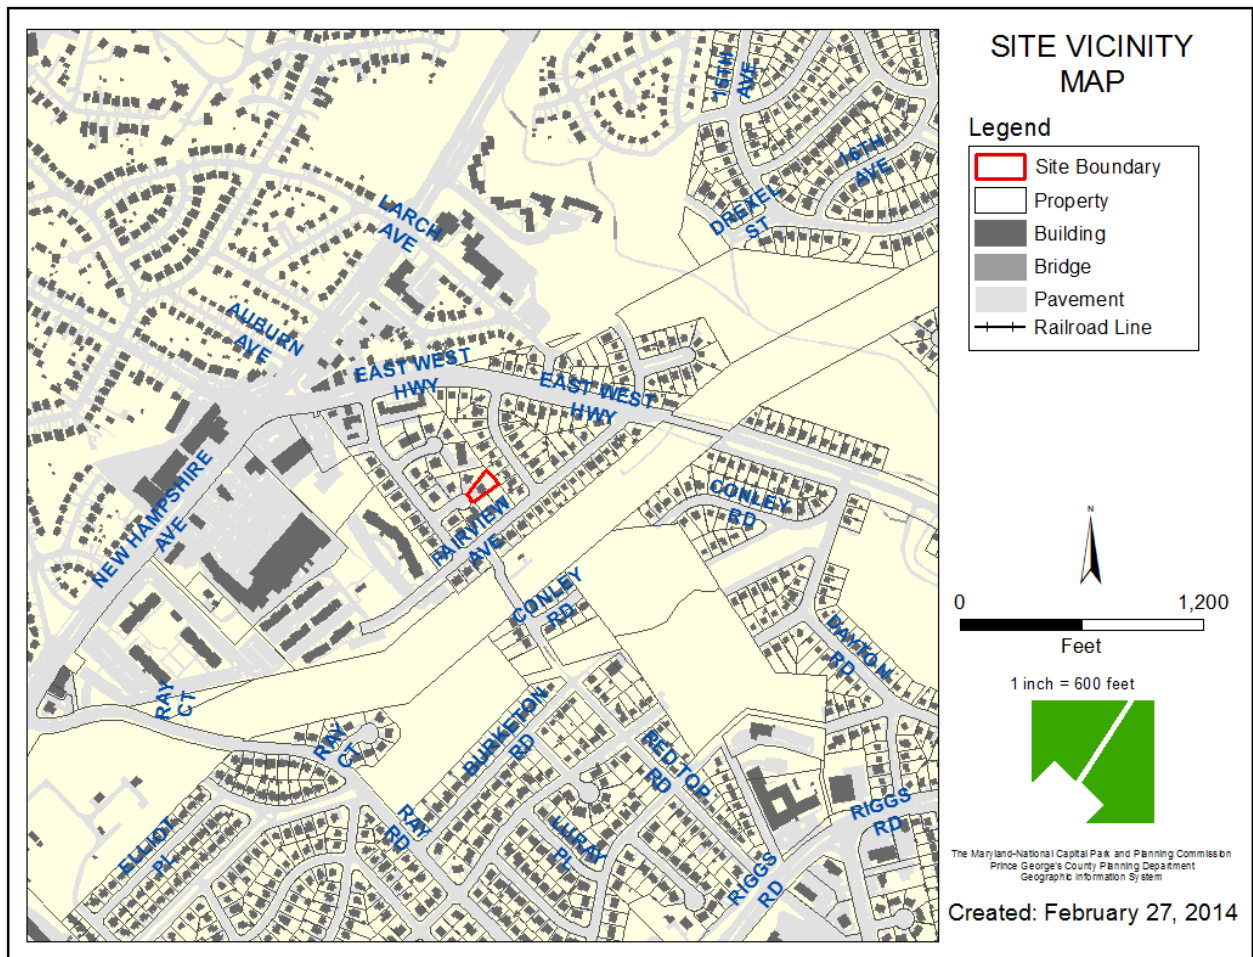 SITE VICINITY
MAP
Legend
Site Boundary
Property
Building
Bridge
Pavement
Railroad Line
15TH
AVE
16TH
AVE
DREXEL
ST
LARCH
AVE
AUBURN
AVE
EAST WEST
HWY
EAST WEST
HWY
NEW HAMPSHIRE
AVE
FAIRVIEW
AVE
CONLEY
RD
CONLEY
RD
DAYTON
RD
RAY
CT
RAY
CT
BURKETON
RD
RED TOP
RD
RAY
RD
LURAY
PL
ELLIOT
PL
RIGGS
RD
RIGGS
RD
N
0 1,200
Feet
1 inch = 600 feet
The Maryland-National Capital Park and Planning Commission
Prince George's County Planning Department
Geographic Information System
Created: February 27, 2014